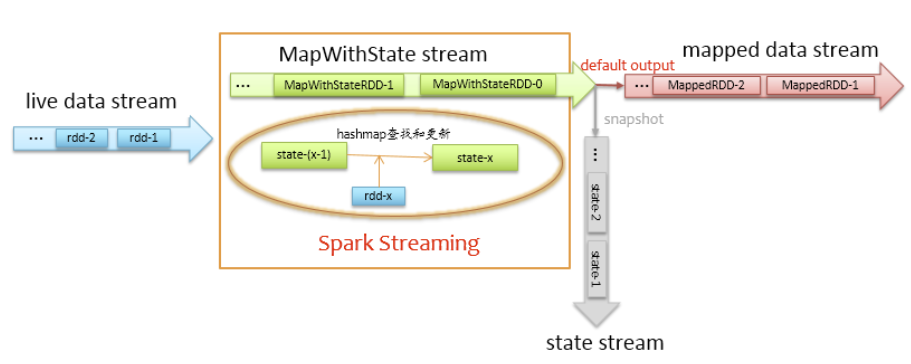 MapWithState stream
mapped data stream
default output
... MapWithStateRDD-1 MapWithStateRDD-0
... MappedRDD-2 MappedRDD-1
live data stream
... rdd-2 rdd-1
snapshot
hashmap查找和更新
state-(x-1) state-x
rdd-x
Spark Streaming
...
state-2
state-1
state stream